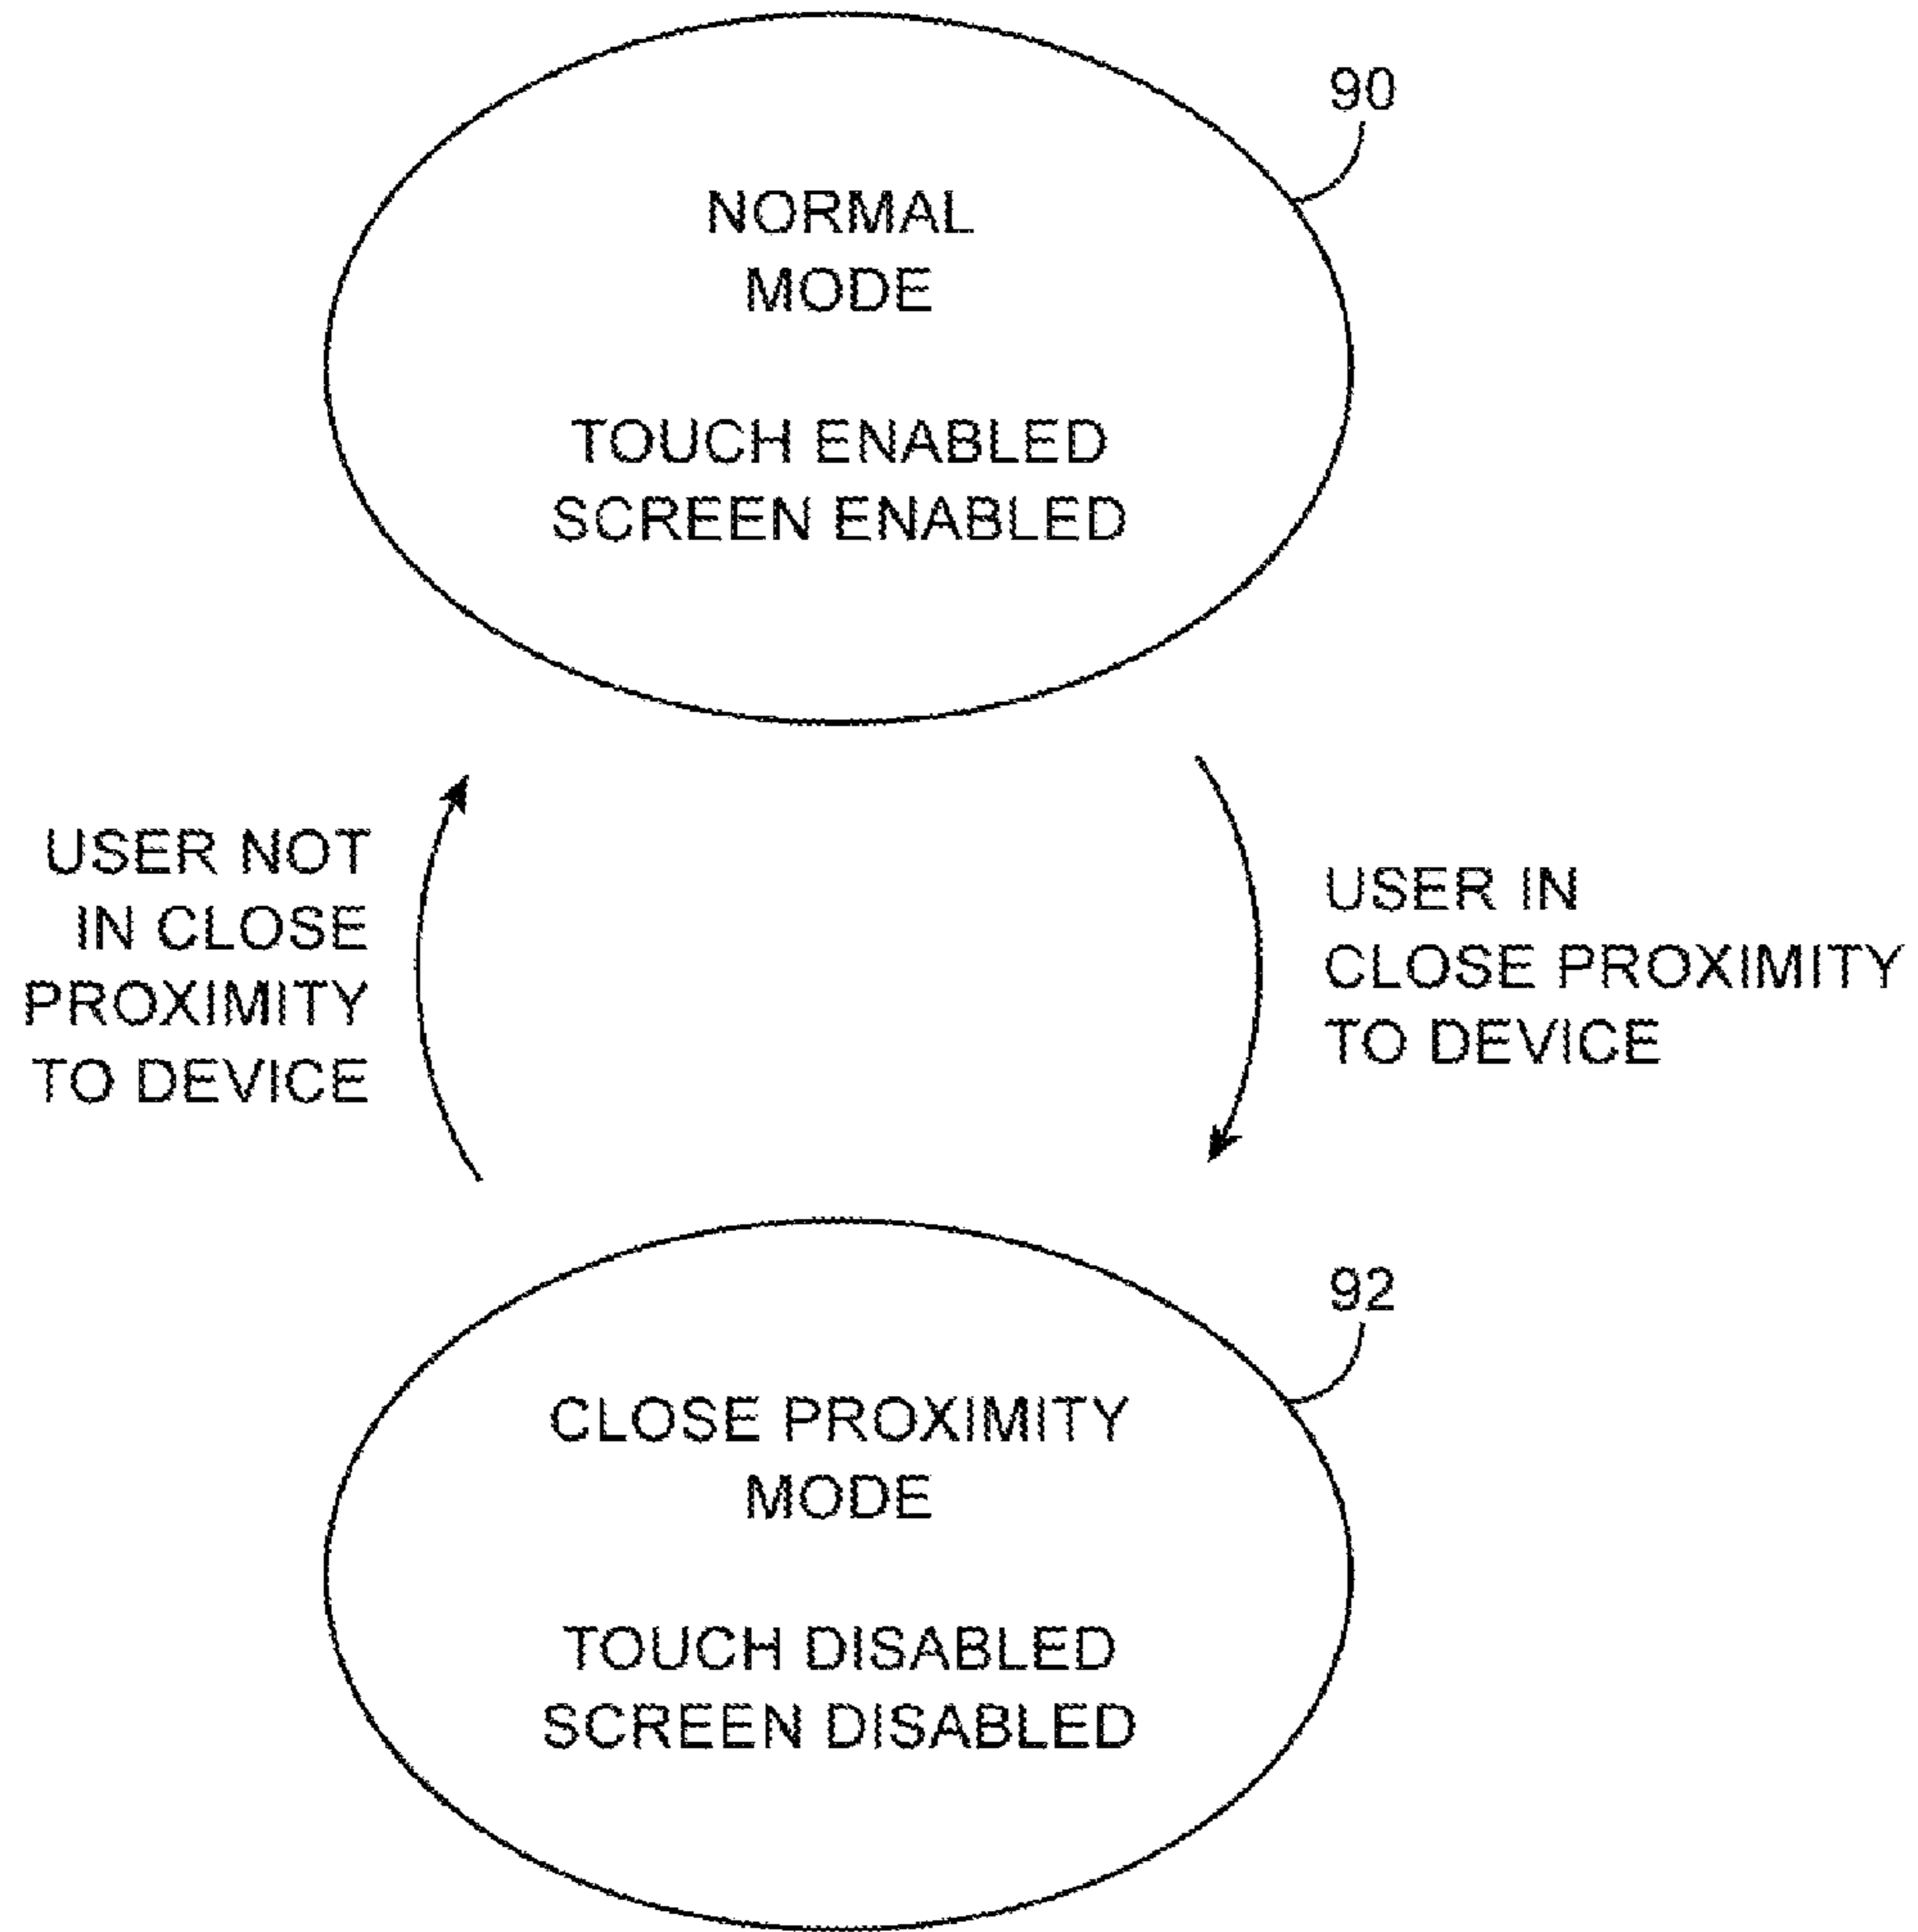 90
NORMAL
MODE
TOUCH ENABLED
SCREEN ENABLED
USER NOT
IN CLOSE
PROXIMITY
TO DEVICE
USER IN
CLOSE PROXIMITY
TO DEVICE
92
CLOSE PROXIMITY
MODE
TOUCH DISABLED
SCREEN DISABLED